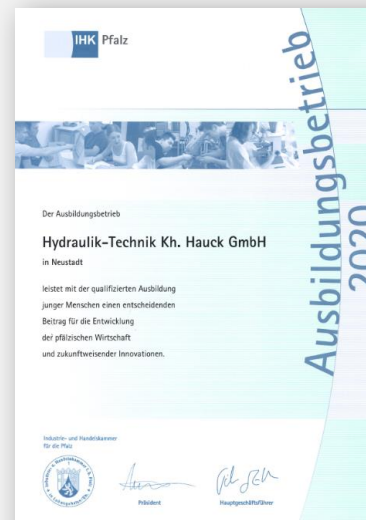 IHK Pfalz
Ausbildungsbetrieb
2020
Der Ausbildungsbetrieb
Hydraulik-Technik Kh. Hauck GmbH
in Neustadt
leistet mit der qualifizierten Ausbildung
junger Menschen einen entscheidenden
Beitrag für die Entwicklung
der pfälzischen Wirtschaft
und zukunftweisender Innovationen.
Industrie- und Handelskammer
für die Pfalz
Präsident
Hauptgeschäftsführer